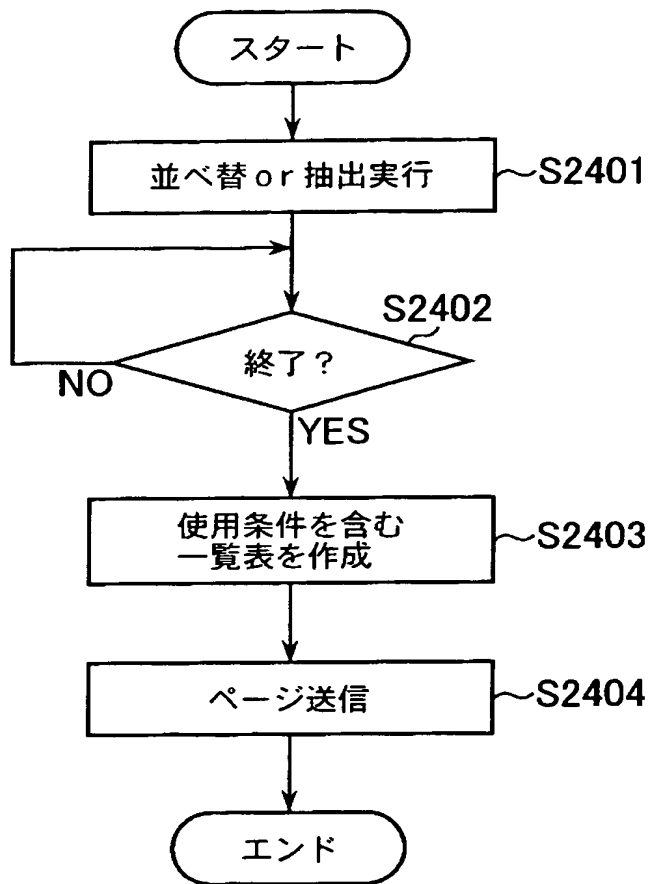 スタート
並べ替or抽出実行
S2401
S2402
終了？
NO
YES
使用条件を含む
一覧表を作成
S2403
ページ送信
S2404
エンド